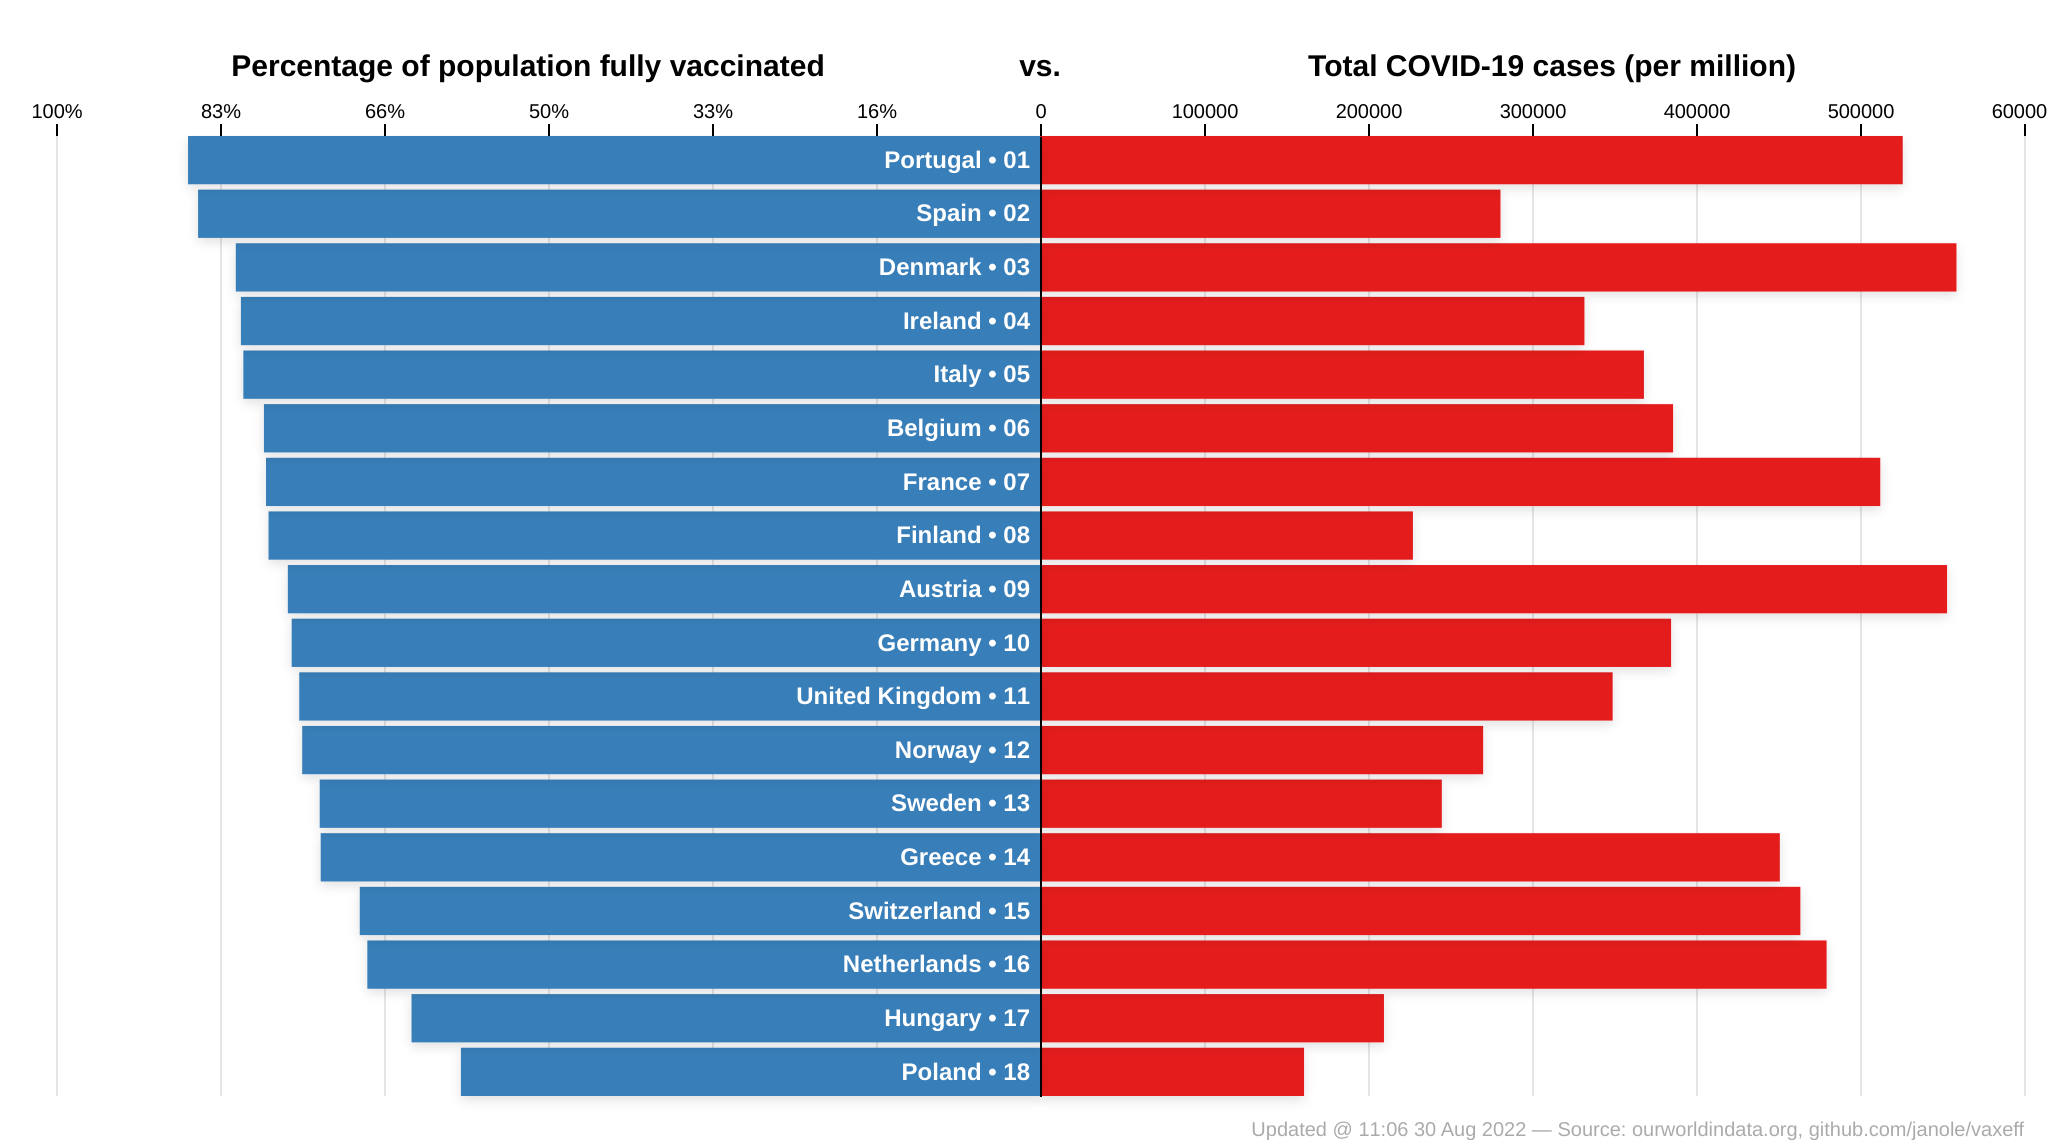 Percentage of population fully vaccinated vs. Total COVID-19 cases (per million)
100% 83% 66% 50% 33% 16% 0 100000 200000 300000 400000 500000 60000
Portugal • 01
Spain • 02
Denmark • 03
Ireland • 04
Italy • 05
Belgium • 06
France • 07
Finland • 08
Austria • 09
Germany • 10
United Kingdom • 11
Norway • 12
Sweden • 13
Greece • 14
Switzerland • 15
Netherlands • 16
Hungary • 17
Poland • 18
Updated @ 11:06 30 Aug 2022 — Source: ourworldindata.org, github.com/janole/vaxeff